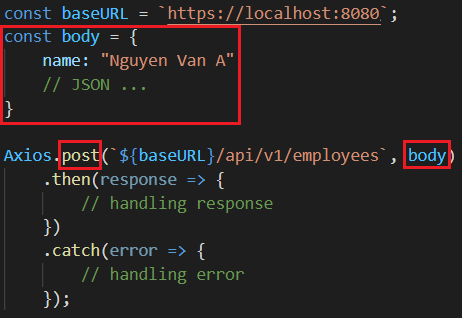 const baseURL = `https://localhost:8080`;
const body = {
name: "Nguyen Van A"
// JSON ...
}
Axios.post(`${baseURL}/api/v1/employees`, body)
.then(response => {
// handling response
})
.catch(error => {
// handling error
});